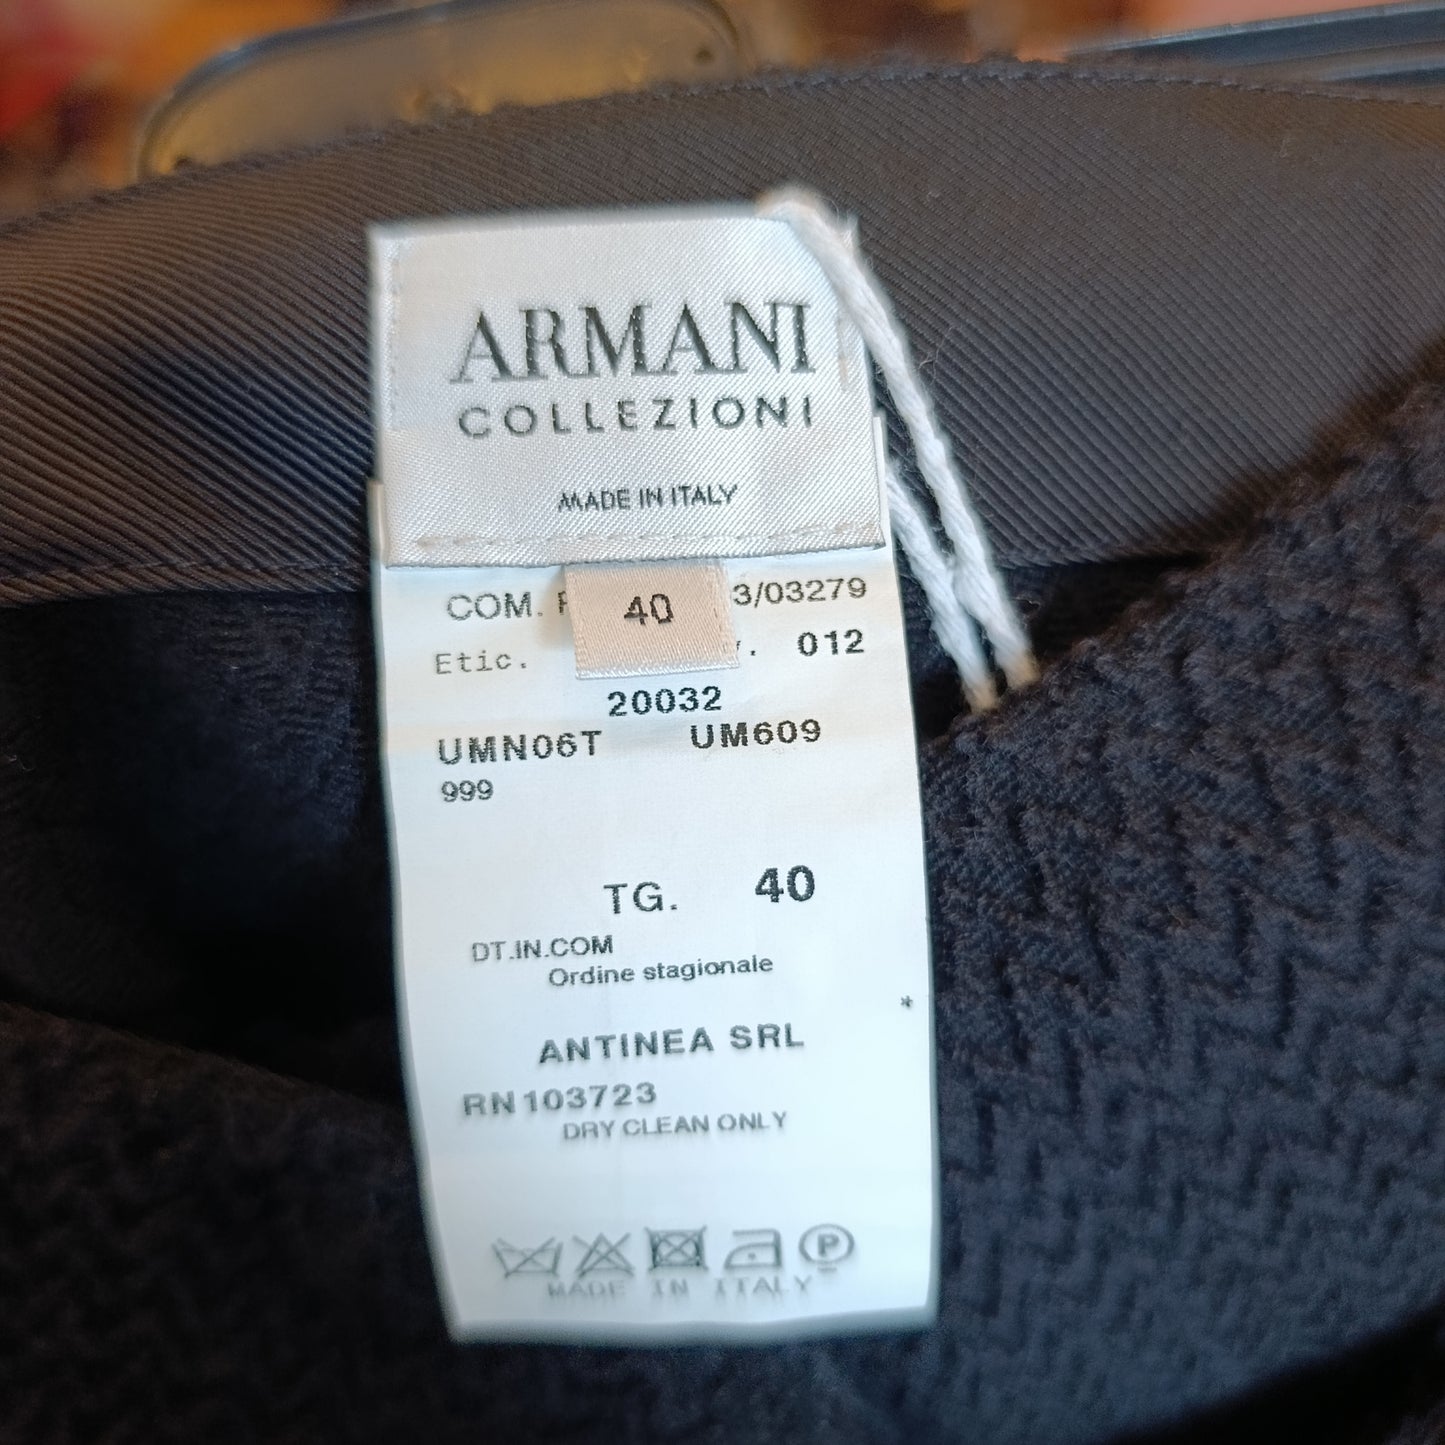 ARMANI
COLLEZIONI
MADE IN ITALY
COM. 40 3/03279
Etic. . 012
20032
UMN06T UM609
999
TG. 40
DT.IN.COM
Ordine stagionale
*
ANTINEA SRL
RN103723
DRY CLEAN ONLY
P
MADE IN ITALY